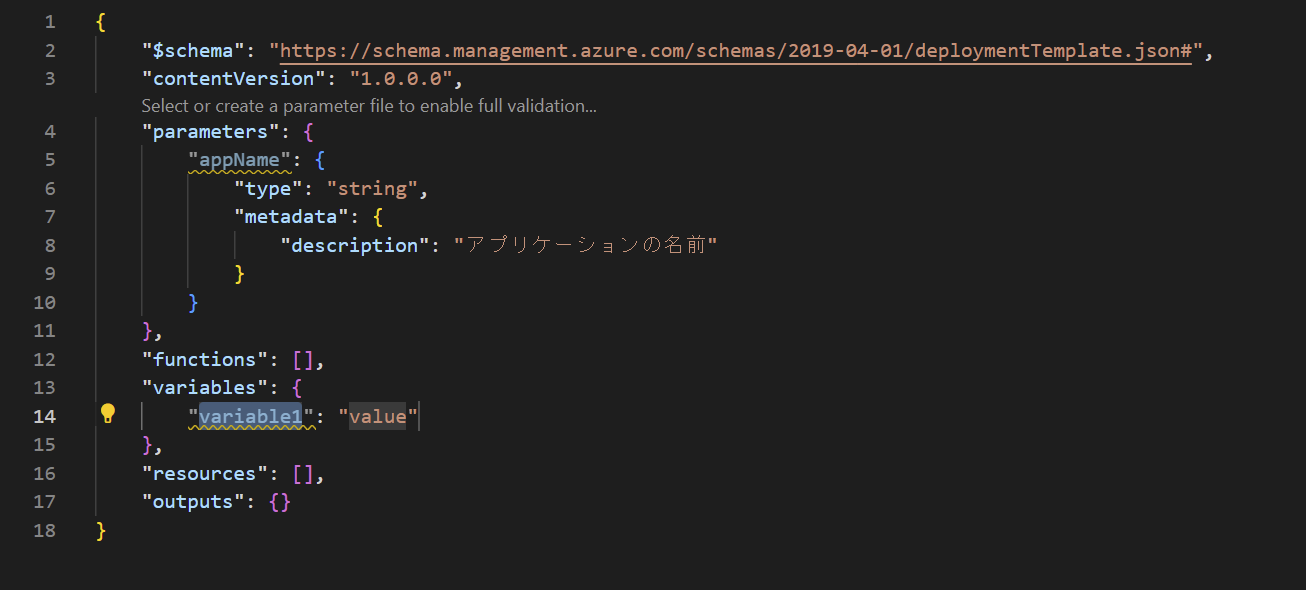 1 {
2 "$schema": "https://schema.management.azure.com/schemas/2019-04-01/deploymentTemplate.json#",
3 "contentVersion": "1.0.0.0",
Select or create a parameter file to enable full validation...
4 "parameters": {
5 "appName": {
6 "type": "string",
7 "metadata": {
8 "description": "アプリケーションの名前"
9 }
10 }
11 },
12 "functions": [],
13 "variables": {
14 "variable1": "value"
15 },
16 "resources": [],
17 "outputs": {}
18 }